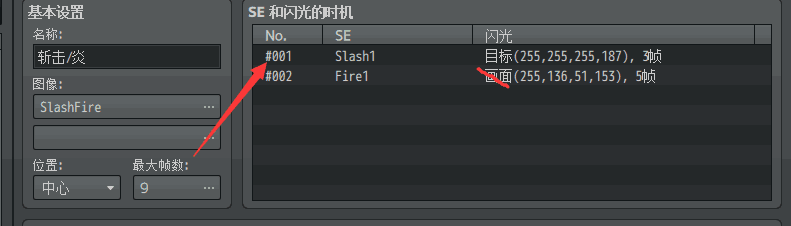 基本设置
名称:
斩击/炎
图像:
SlashFire ...
...
位置: 最大帧数:
中心 9 ...
SE 和闪光的时机
No. SE 闪光
#001 Slash1 目标(255,255,255,187), 3帧
#002 Fire1 画面(255,136,51,153), 5帧